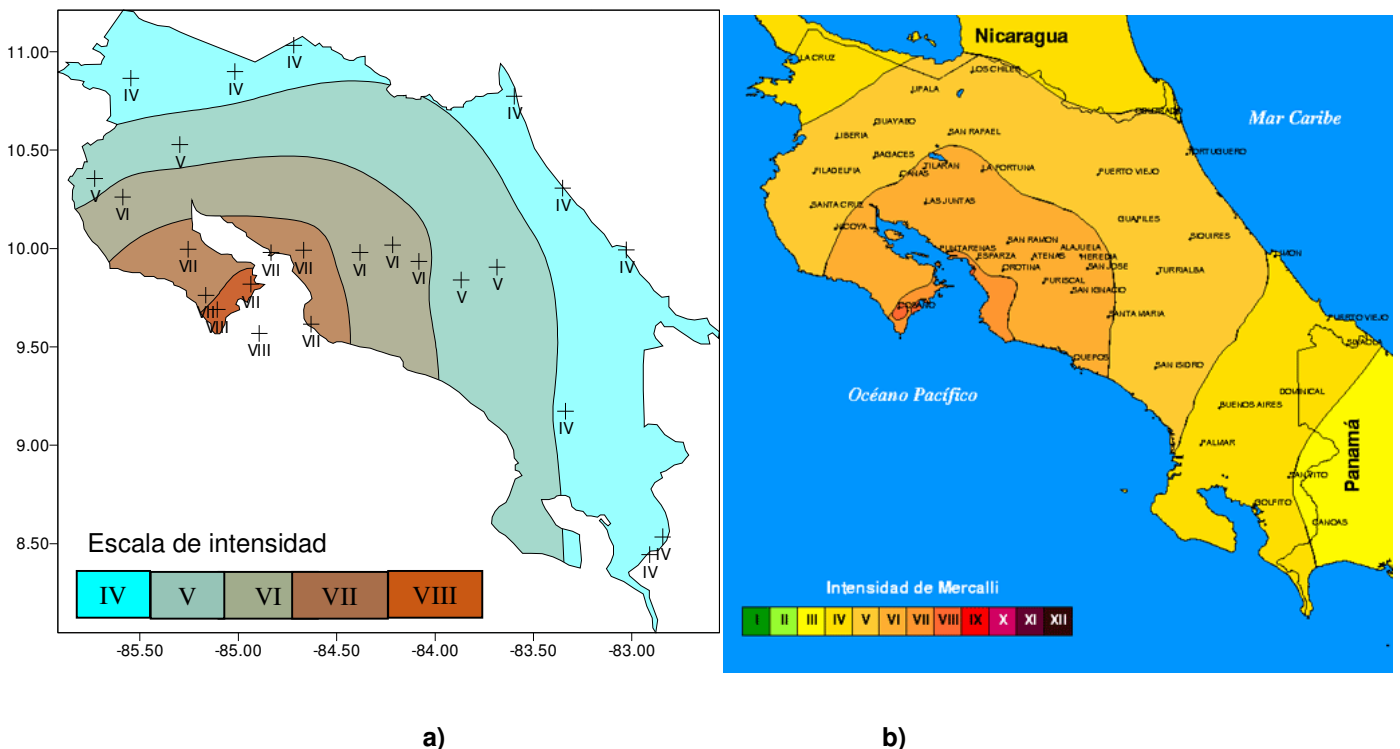 11.00
10.50
10.00
9.50
9.00
8.50
-85.50 -85.00 -84.50 -84.00 -83.50 -83.00
IV
IV
IV
IV
V
V
VI
IV
VII
VII
VII
VI
VI
VI
V
V
IV
VII
VII
VIII
VIII
VII
IV
IV
IV
Escala de intensidad
IV V VI VII VIII
a)
Nicaragua
Mar Caribe
LA CRUZ
LOS CHILES
UPALA
COLORADO
GUAYABO
LIBERIA
SAN RAFAEL
BAGACES
TORTUGUERO
FILADELFIA
CAÑAS
TILARAN
LA FORTUNA
PUERTO VIEJO
SANTA CRUZ
LAS JUNTAS
GUAPILES
NICOYA
SAN RAMON
SIQUIRES
PUNTARENAS
ESPARZA
ATENAS
ALAJUELA
HEREDIA
LIMON
OROTINA
SAN JOSE
TURRIALBA
PURISCAL
SAN IGNACIO
COBANO
SANTA MARIA
PUERTO VIEJO
SIXAOLA
QUEPOS
SAN ISIDRO
DOMINICAL
BUENOS AIRES
Océano Pacífico
PALMAR
Panamá
SAN VITO
GOLFITO
CANOAS
Intensidad de Mercalli
I II III IV V VI VII VIII IX X XI XII
b)